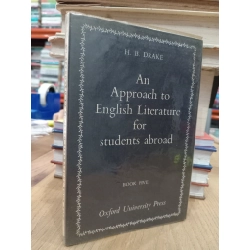 H. B. DRAKE
An
Approach to
English Literature
for
students abroad
BOOK ONE
Oxford University Press